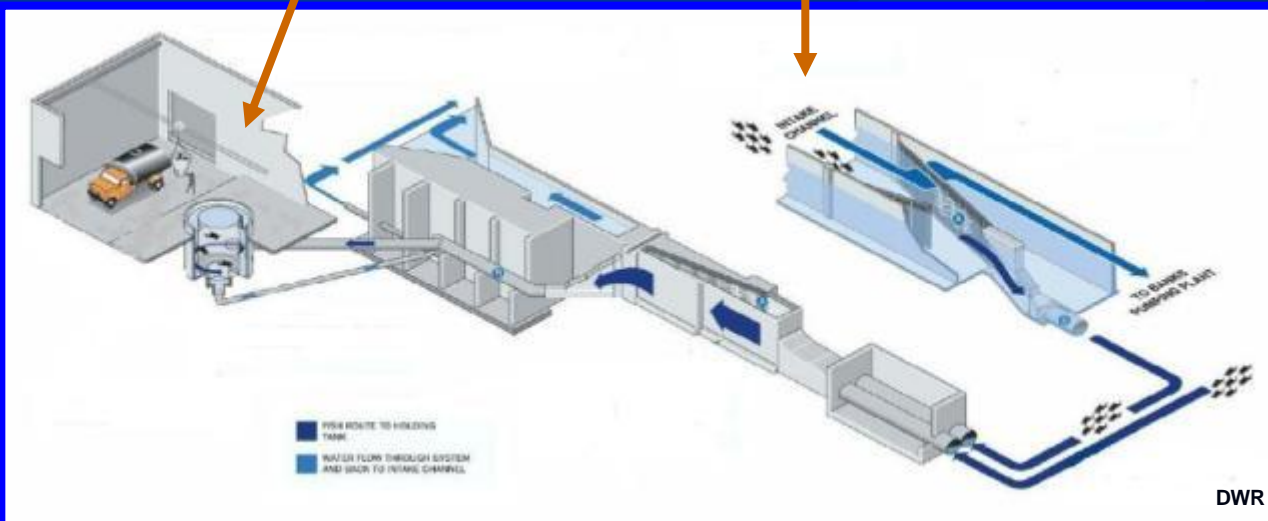 INTAKE
CHANNEL
TO BANKS
PUMPING PLANT
FISH ROUTE TO HOLDING
TANK
WATER FLOW THROUGH SYSTEM
AND BACK TO INTAKE CHANNEL
DWR